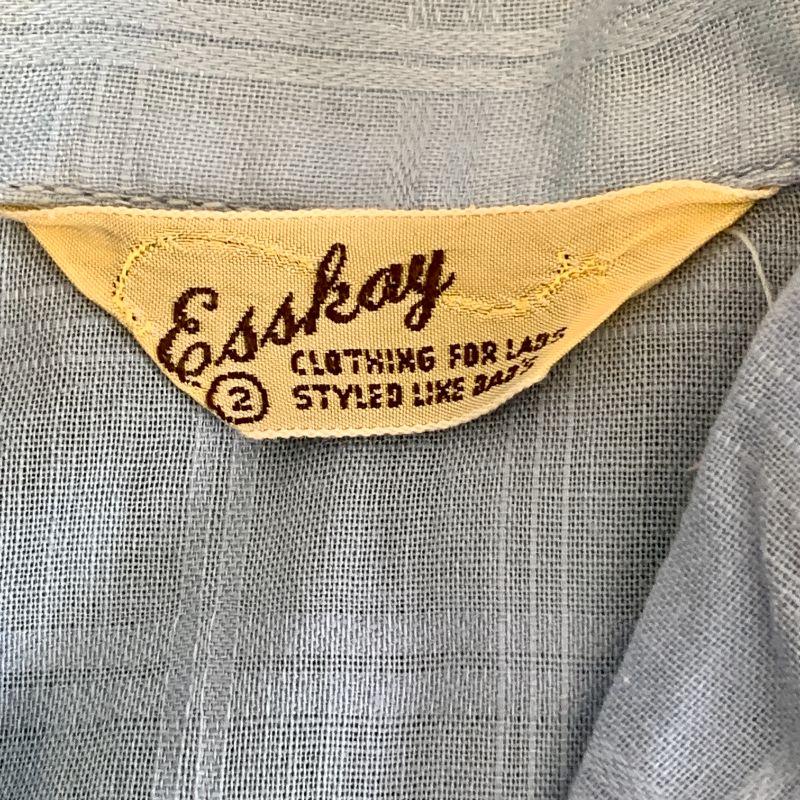 Esskay
CLOTHING FOR LADS
2 STYLED LIKE DAD'S